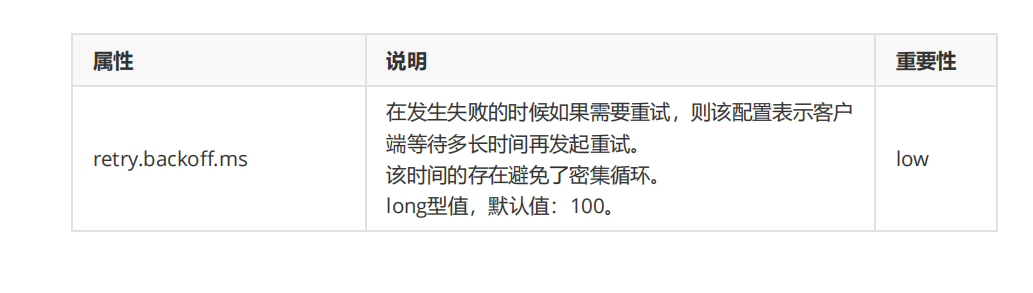 属性 说明 重要性
在发生失败的时候如果需要重试，则该配置表示客户
端等待多长时间再发起重试。
retry.backoff.ms 该时间的存在避免了密集循环。 low
long型值，默认值：100。